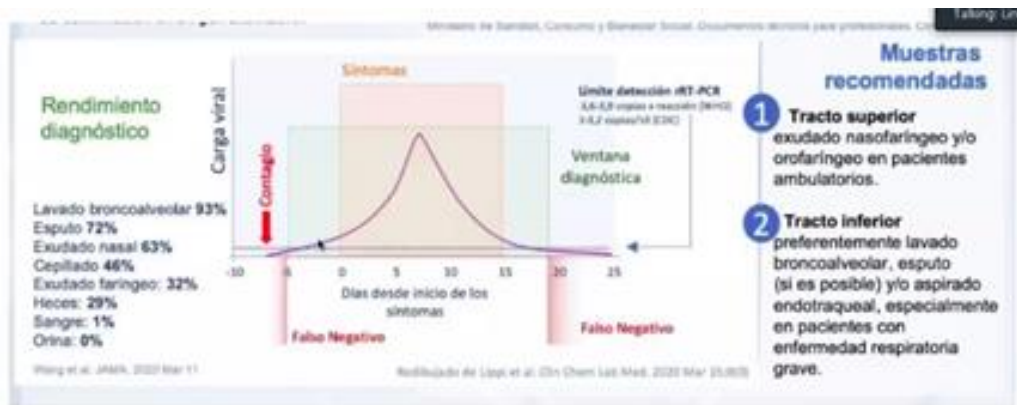 Talking:
Ministerio de Sanidad, Consumo y Bienestar Social. Documentos técnicos para profesionales.
Rendimiento
diagnóstico
Lavado broncoalveolar 93%
Esputo 72%
Exudado nasal 63%
Cepillado 46%
Exudado faríngeo: 32%
Heces: 29%
Sangre: 1%
Orina: 0%
Wang et al. JAMA, 2020 Mar 11
Síntomas
Carga viral
Contagio
Límite detección rRT-PCR
Ventana
diagnóstica
-10
0
5
10
15
25
Días desde inicio de los
síntomas
Falso Negativo
Falso Negativo
Redibujado de Lippi et al. Clin Chem Lab Med. 2020 Mar
Muestras
recomendadas
1 Tracto superior
exudado nasofaríngeo y/o
orofaríngeo en pacientes
ambulatorios.
2 Tracto inferior
preferentemente lavado
broncoalveolar, esputo
(si es posible) y/o aspirado
endotraqueal, especialmente
en pacientes con
enfermedad respiratoria
grave.